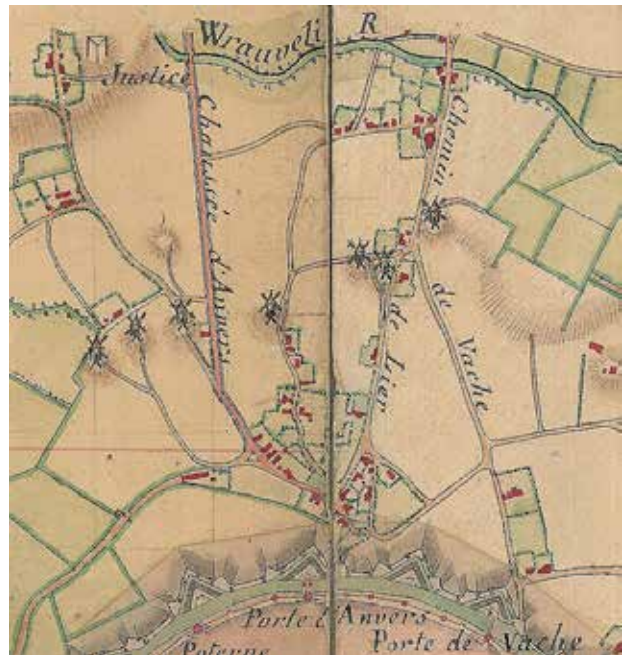 Wrauveli R
Justice
Chaussée d'Anvers
Chemin
de Lier
de Vache
Porte d'Anvers
Poterne
Porte de Vache